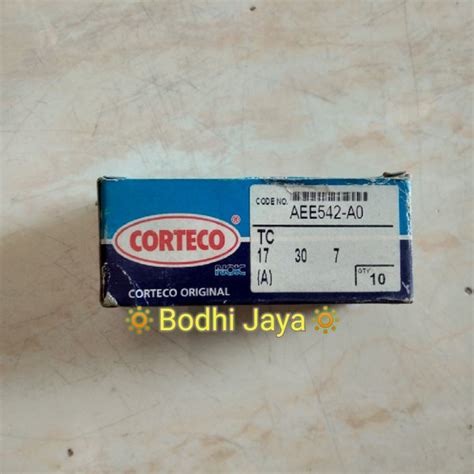 CORTECO
NOK
CORTECO ORIGINAL
CODE NO.
AEE542-A0
TC
17 30 7
(A)
QTY
10
Bodhi Jaya